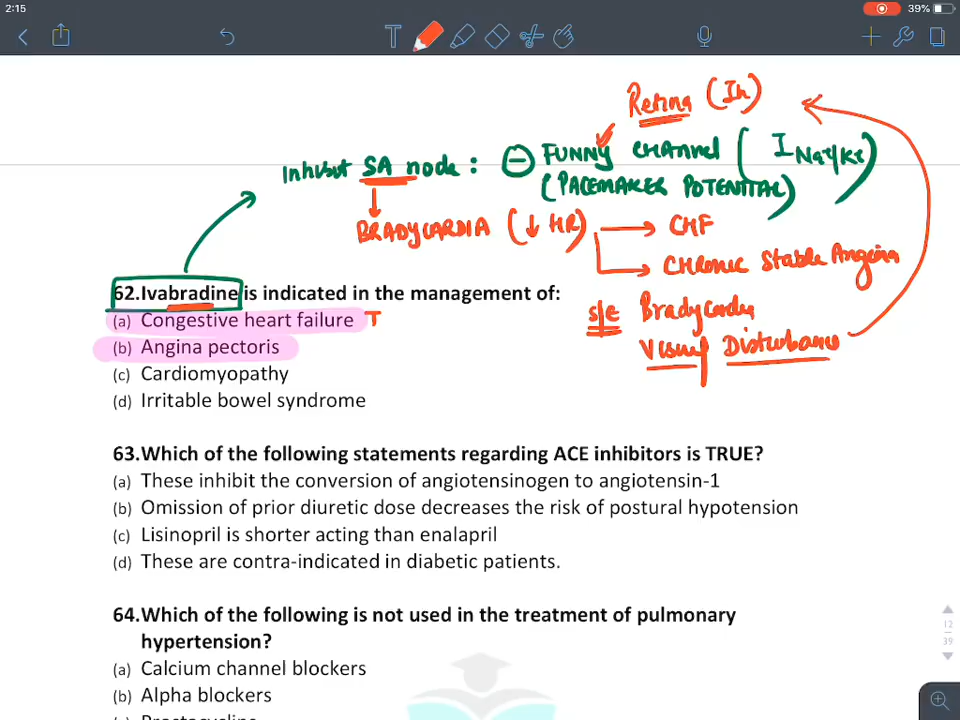 2:15
39%
T
Retina (Ih)
Inhibit SA node : ⊖ FUNNY CHANNEL ( I Na+/K+ )
(PACEMAKER POTENTIAL)
BRADYCARDIA (↓ HR) → CHF
→ CHRONIC Stable Angina
62.Ivabradine is indicated in the management of:
S/E Bradycardia
(a) Congestive heart failure
Visual Disturbance
(b) Angina pectoris
(c) Cardiomyopathy
(d) Irritable bowel syndrome
63.Which of the following statements regarding ACE inhibitors is TRUE?
(a) These inhibit the conversion of angiotensinogen to angiotensin-1
(b) Omission of prior diuretic dose decreases the risk of postural hypotension
(c) Lisinopril is shorter acting than enalapril
(d) These are contra-indicated in diabetic patients.
12
39
64.Which of the following is not used in the treatment of pulmonary
hypertension?
(a) Calcium channel blockers
(b) Alpha blockers